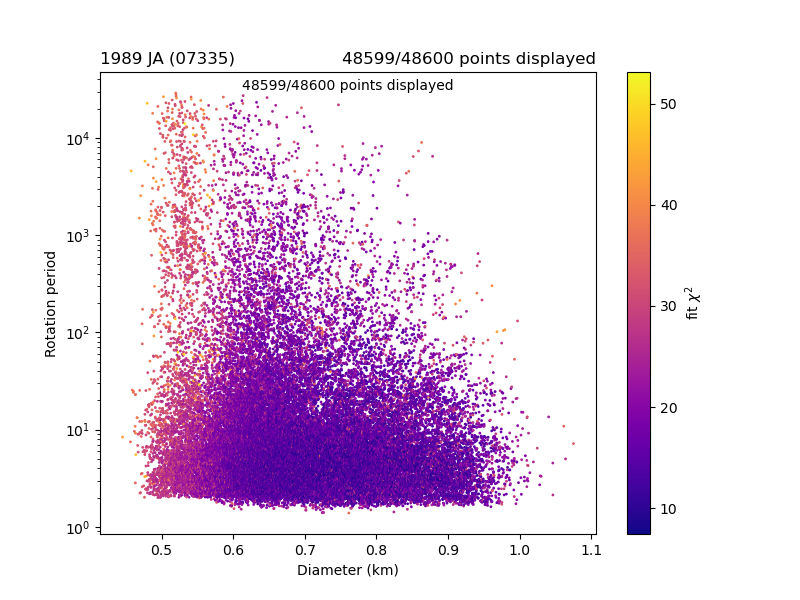 1989 JA (07335)
48599/48600 points displayed
48599/48600 points displayed
Rotation period
10⁴
10³
10²
10¹
10⁰
0.5 0.6 0.7 0.8 0.9 1.0 1.1
Diameter (km)
50
40
30
20
10
fit χ²